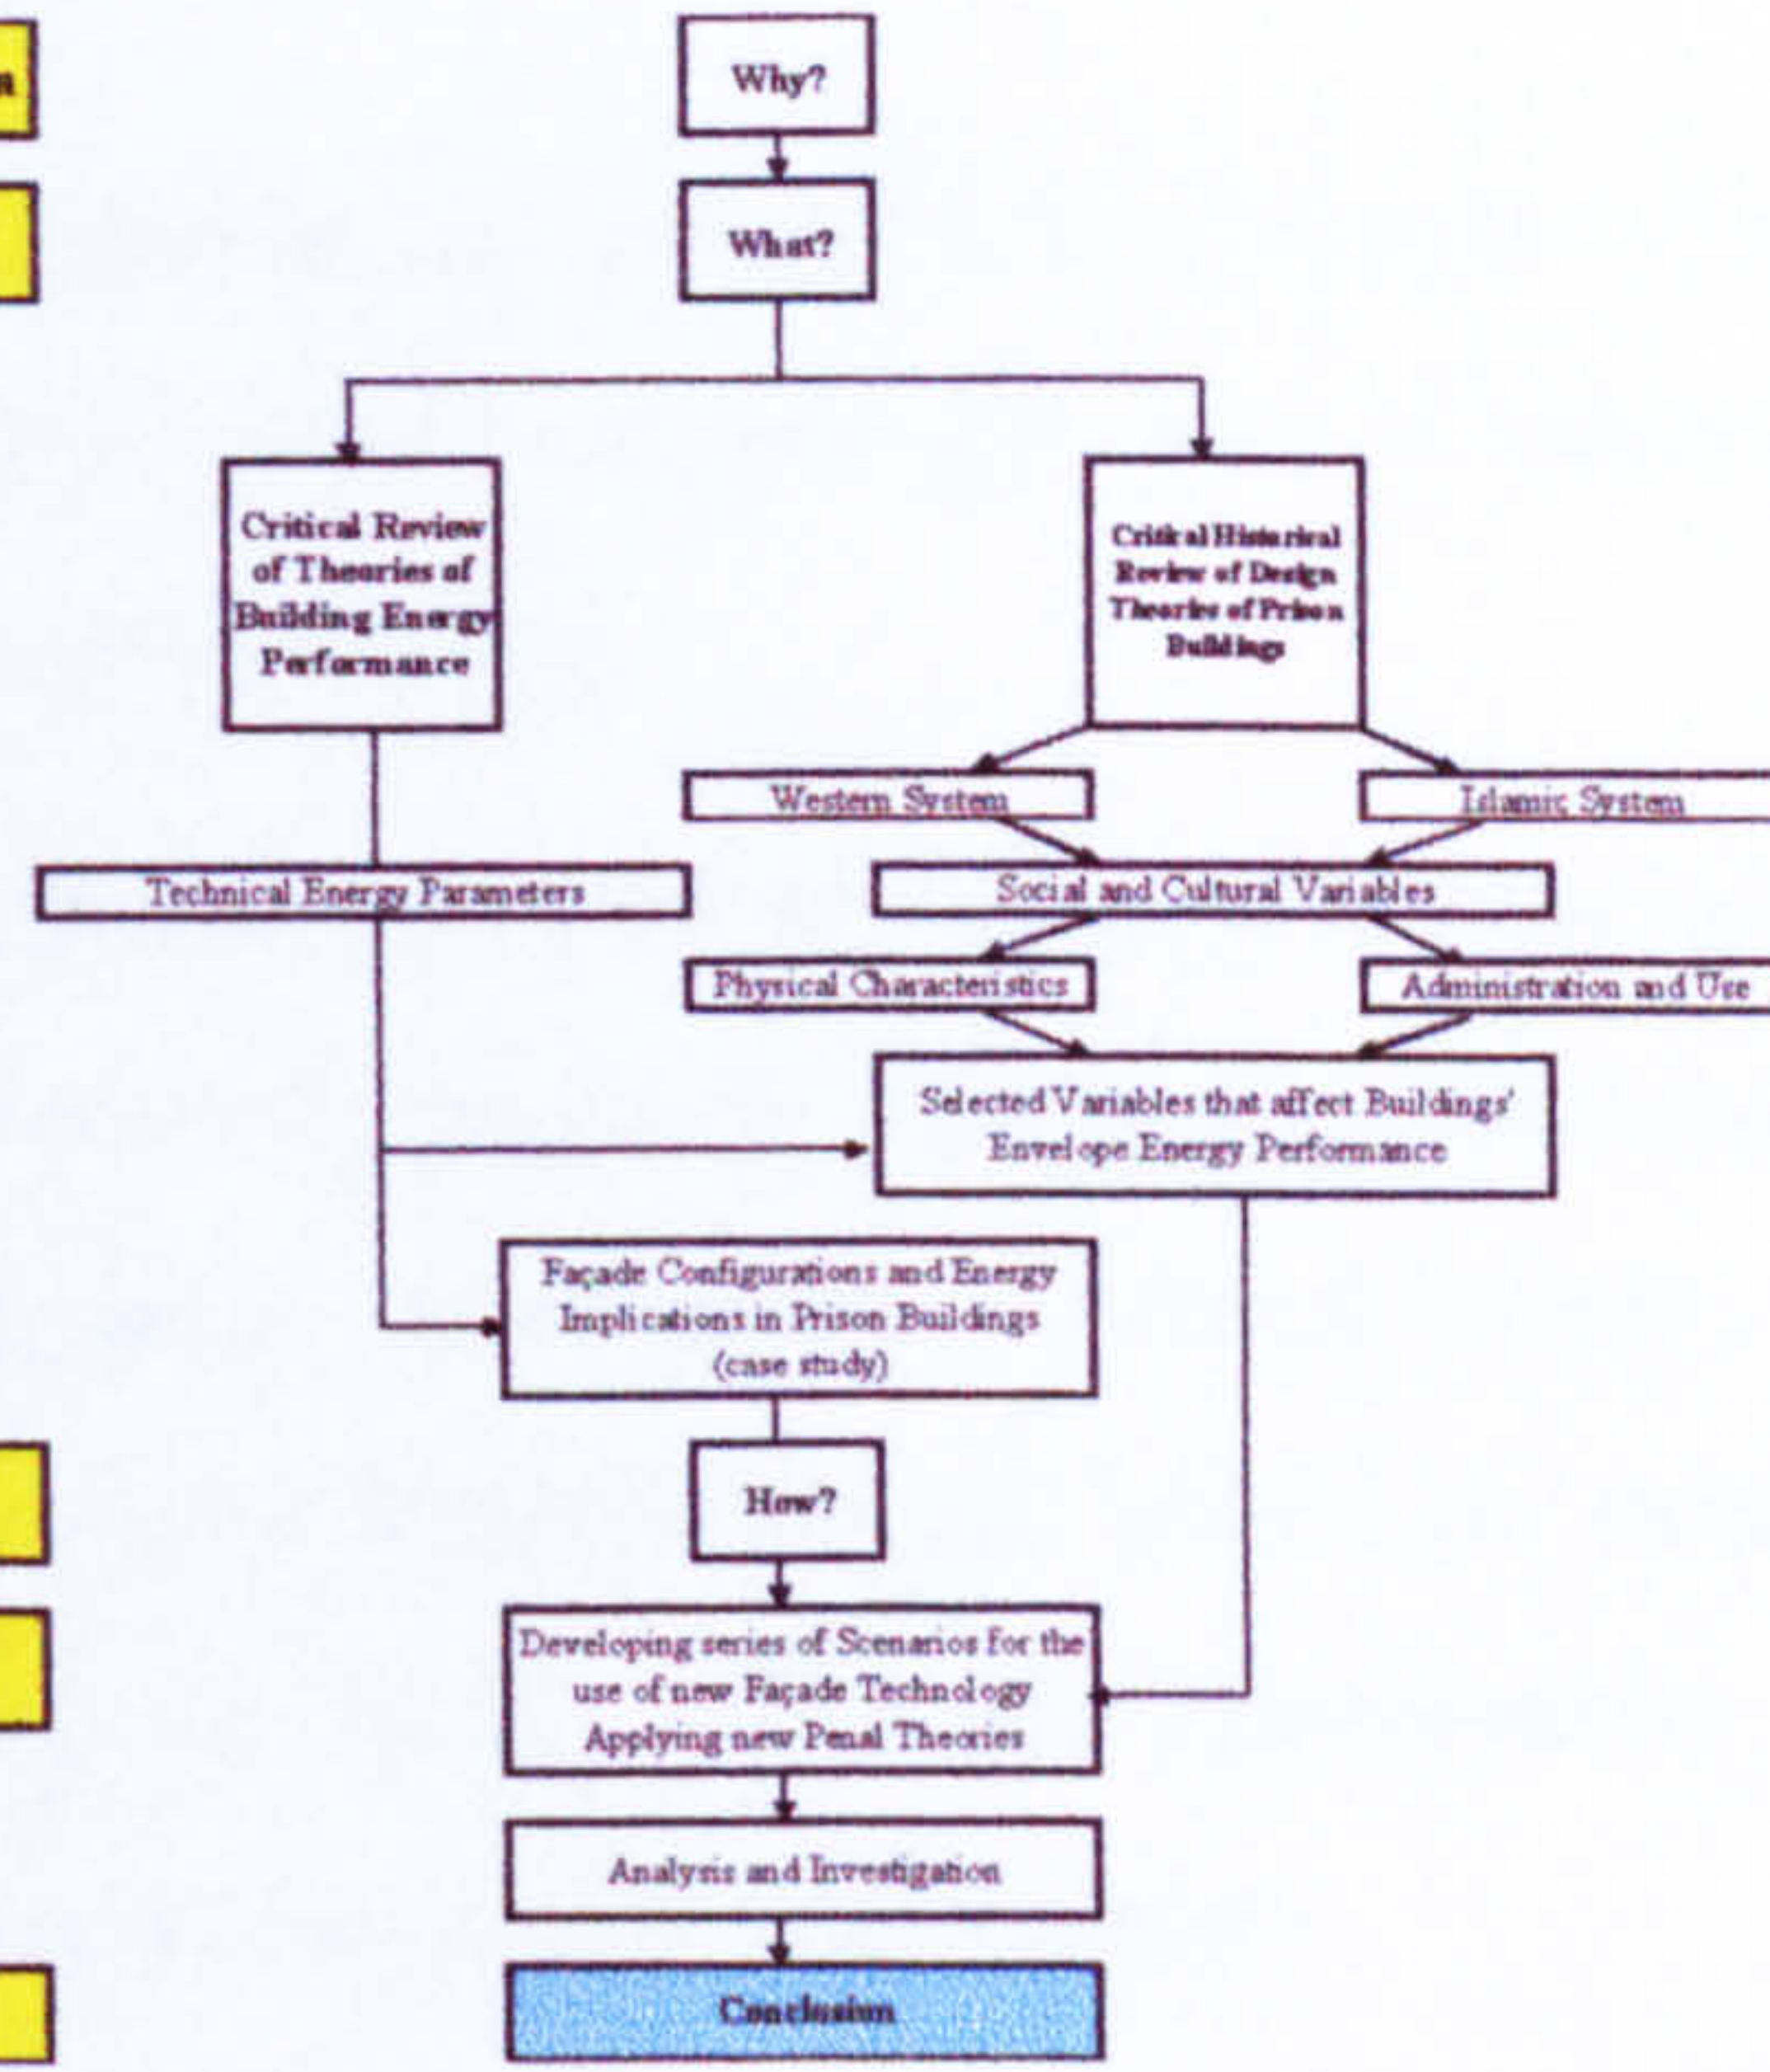 Why?
What?
Critical Review
of Theories of
Building Energy
Performance
Critical Historical
Review of Design
Theories of Prison
Buildings
Western System
Islamic System
Technical Energy Parameters
Social and Cultural Variables
Physical Characteristics
Administration and Use
Selected Variables that affect Buildings'
Envelope Energy Performance
Façade Configurations and Energy
Implications in Prison Buildings
(case study)
How?
Developing series of Scenarios for the
use of new Façade Technology
Applying new Penal Theories
Analysis and Investigation
Conclusion